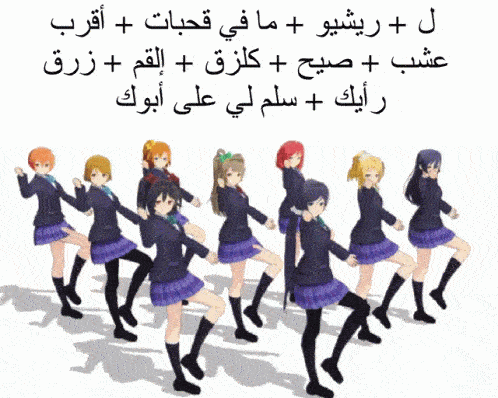 ل + ريشيو + ما في قحبات + أقرب
عشب + صيح + كلزق + إلقم + زرق
رأيك + سلم لي على أبوك